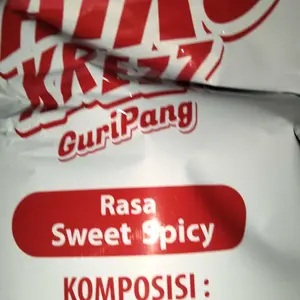 KREZZ
GuriPang
Rasa
Sweet Spicy
KOMPOSISI :